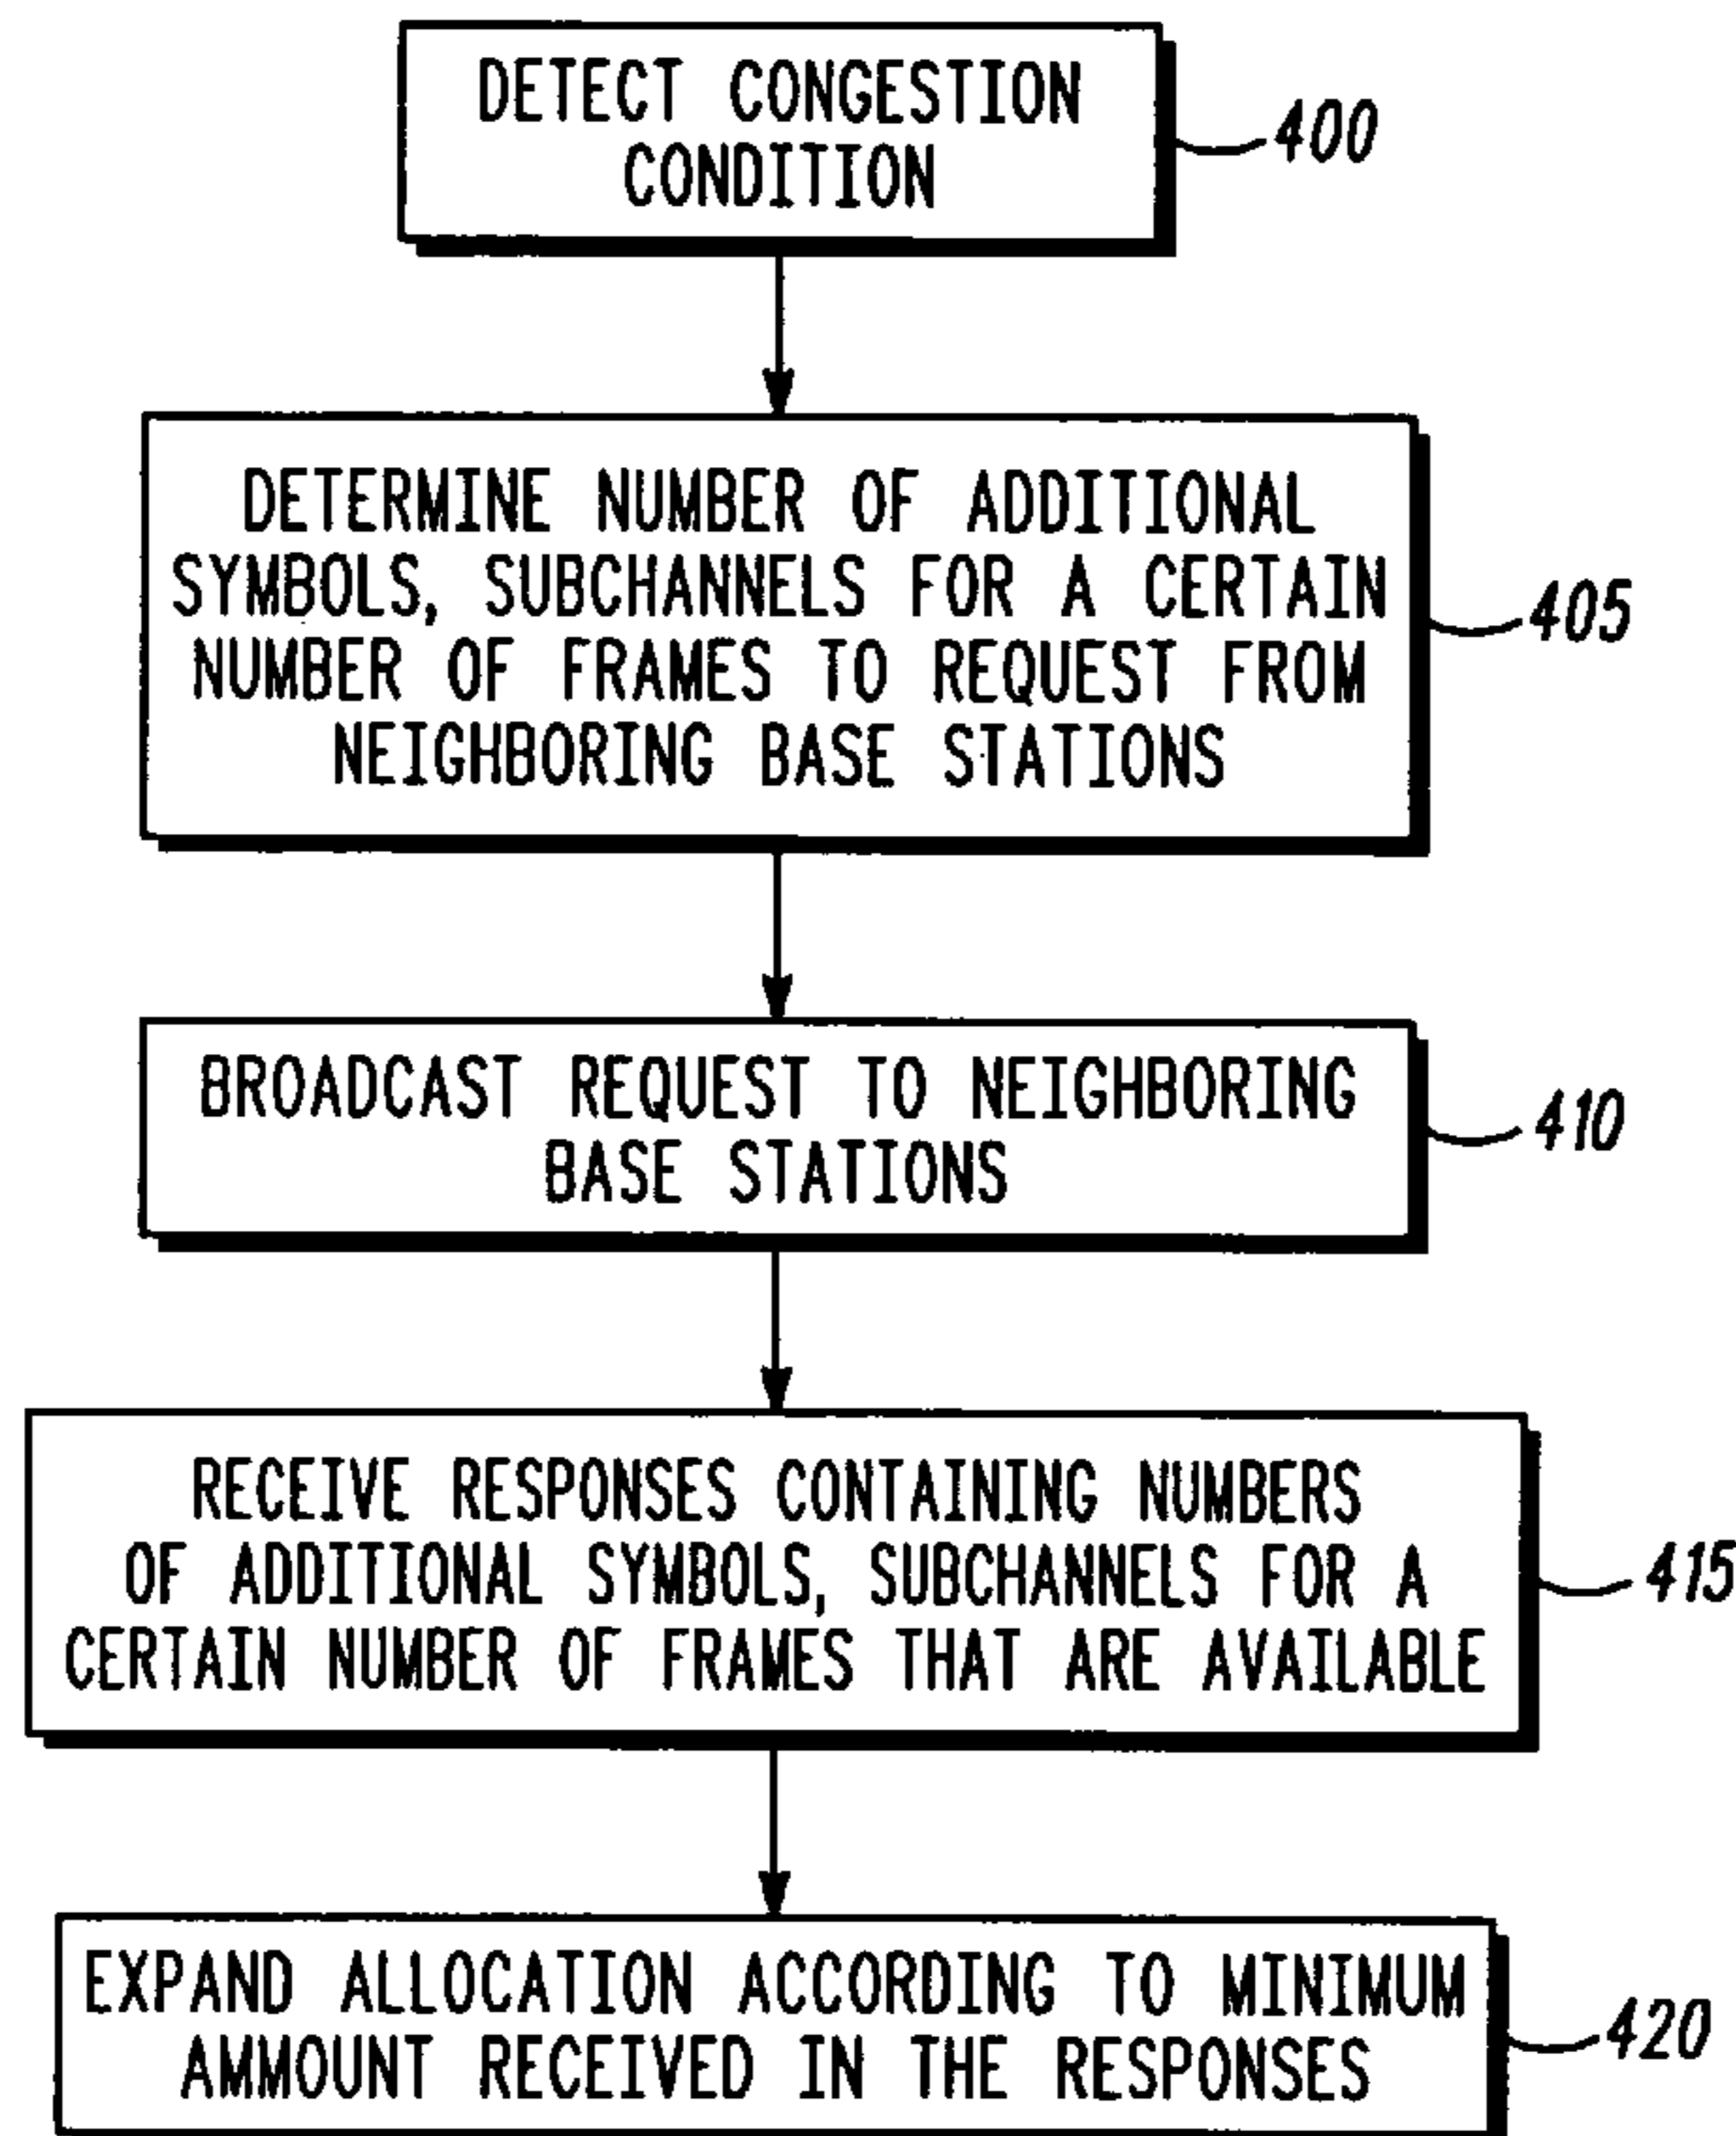 DETECT CONGESTION
CONDITION
400
DETERMINE NUMBER OF ADDITIONAL
SYMBOLS, SUBCHANNELS FOR A CERTAIN
NUMBER OF FRAMES TO REQUEST FROM
NEIGHBORING BASE STATIONS
405
BROADCAST REQUEST TO NEIGHBORING
BASE STATIONS
410
RECEIVE RESPONSES CONTAINING NUMBERS
OF ADDITIONAL SYMBOLS, SUBCHANNELS FOR A
CERTAIN NUMBER OF FRAMES THAT ARE AVAILABLE
415
EXPAND ALLOCATION ACCORDING TO MINIMUM
AMMOUNT RECEIVED IN THE RESPONSES
420